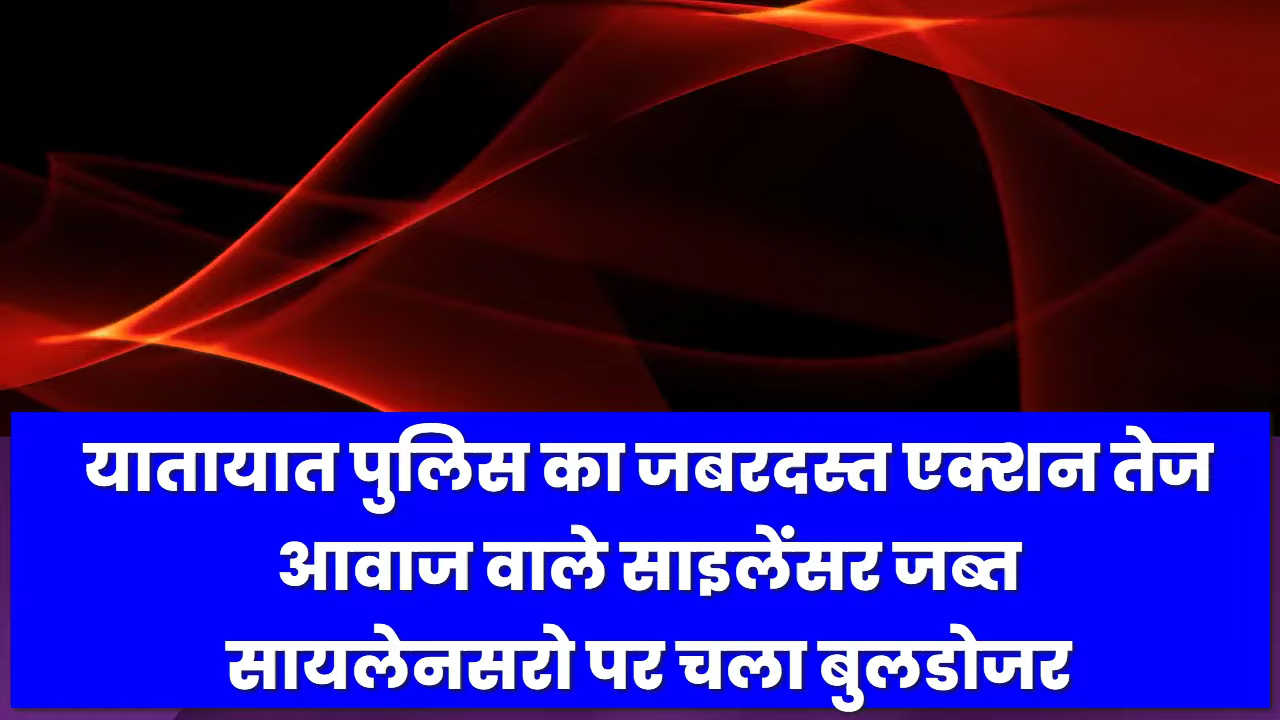 यातायात पुलिस का जबरदस्त एक्शन तेज
आवाज वाले साइलेंसर जब्त
सायलेनसरो पर चला बुलडोजर